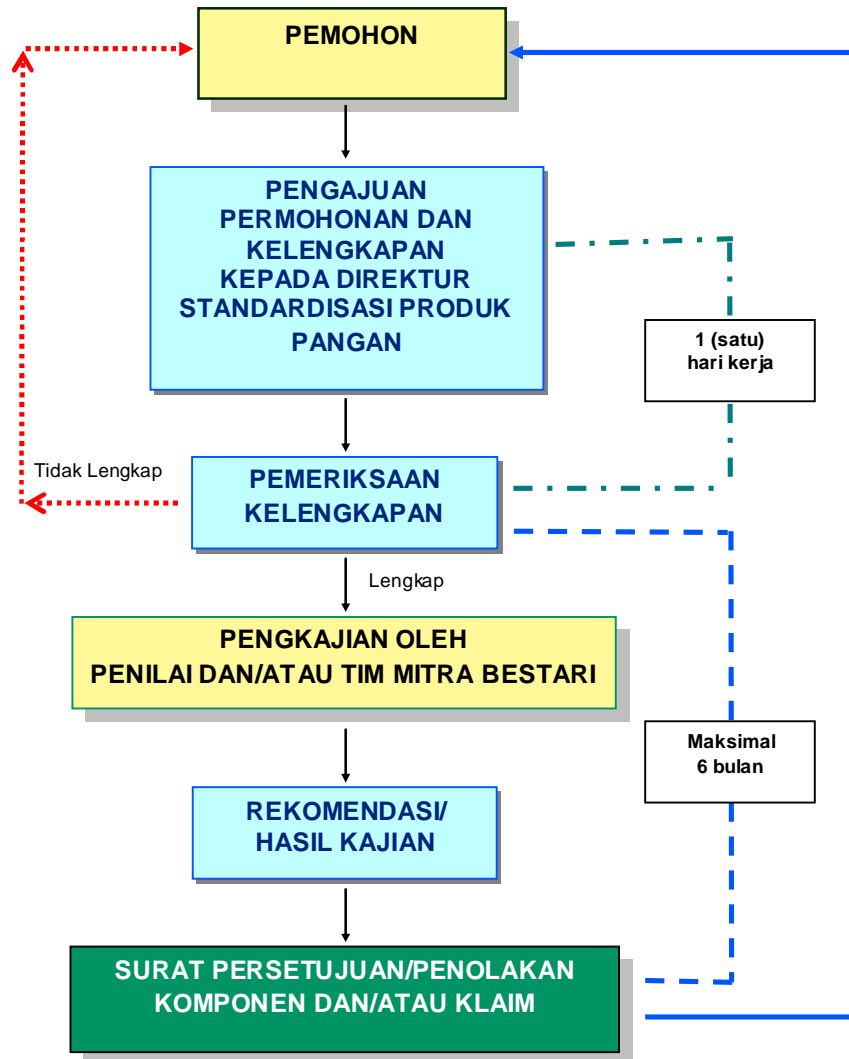 PEMOHON
PENGAJUAN
PERMOHONAN DAN
KELENGKAPAN
KEPADA DIREKTUR
STANDARDISASI PRODUK
PANGAN
1 (satu)
hari kerja
Tidak Lengkap
PEMERIKSAAN
KELENGKAPAN
Lengkap
PENGKAJIAN OLEH
PENILAI DAN/ATAU TIM MITRA BESTARI
Maksimal
6 bulan
REKOMENDASI/
HASIL KAJIAN
SURAT PERSETUJUAN/PENOLAKAN
KOMPONEN DAN/ATAU KLAIM